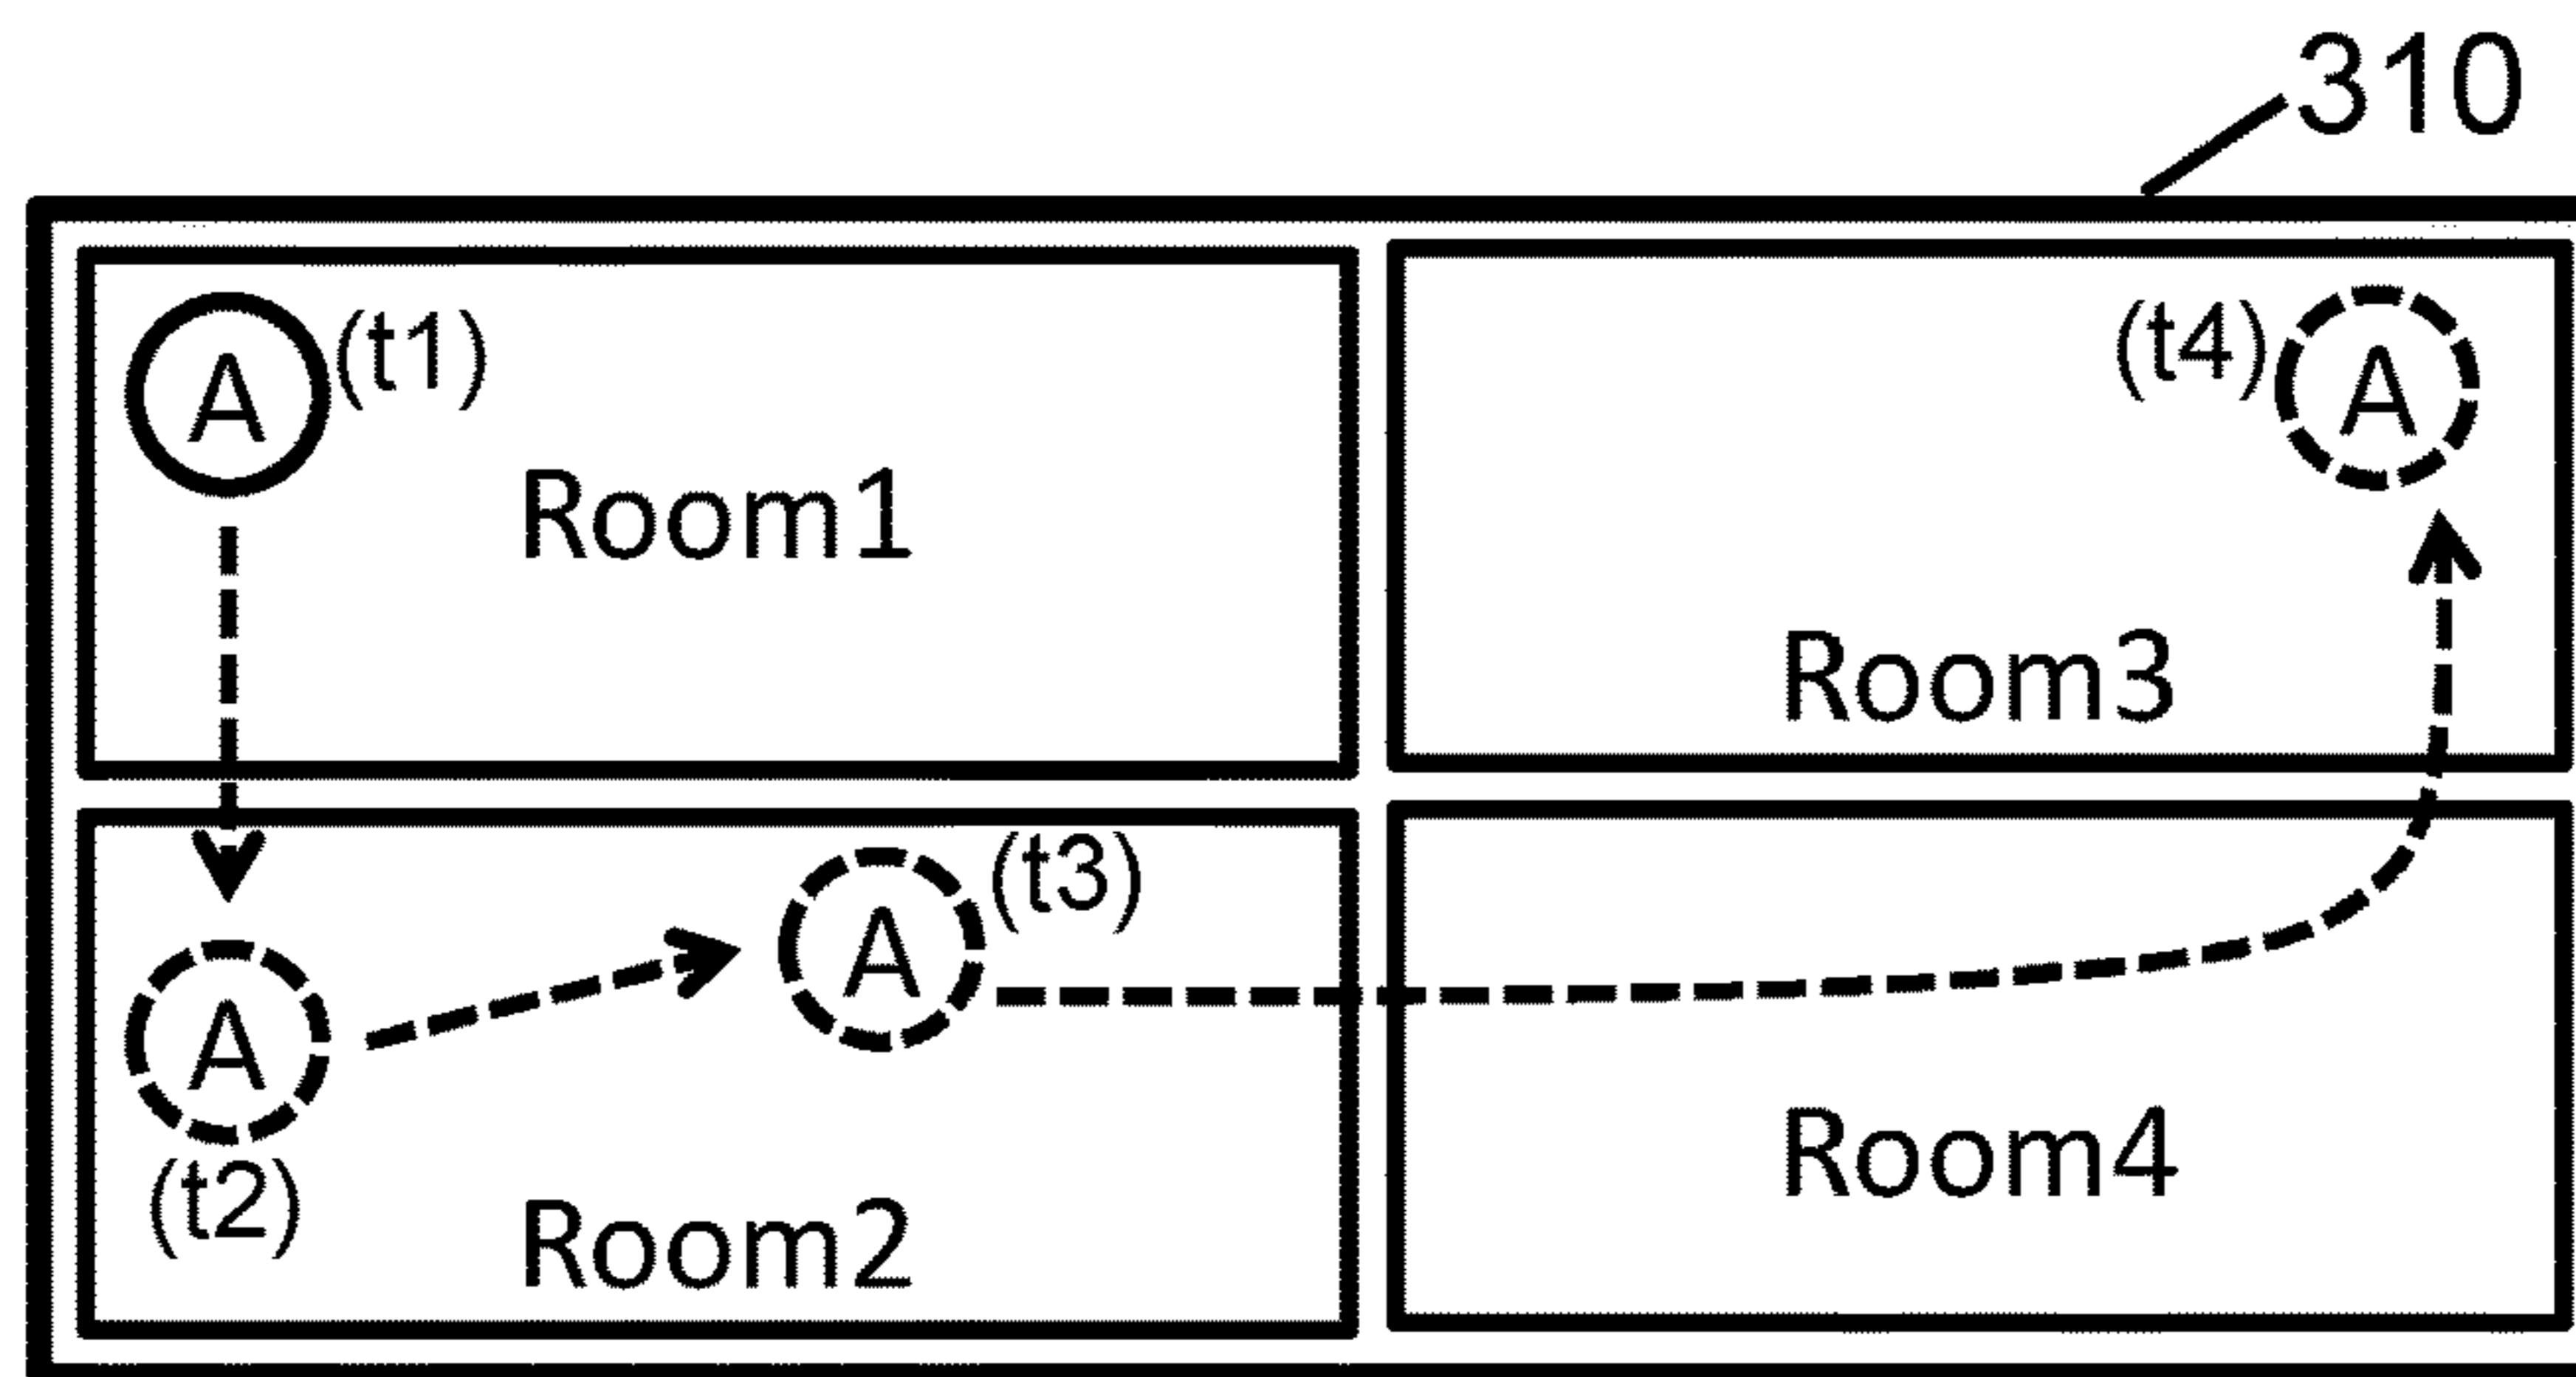 310
A (t1)
(t4) A
Room1
Room3
A (t3)
A
(t2)
Room4
Room2